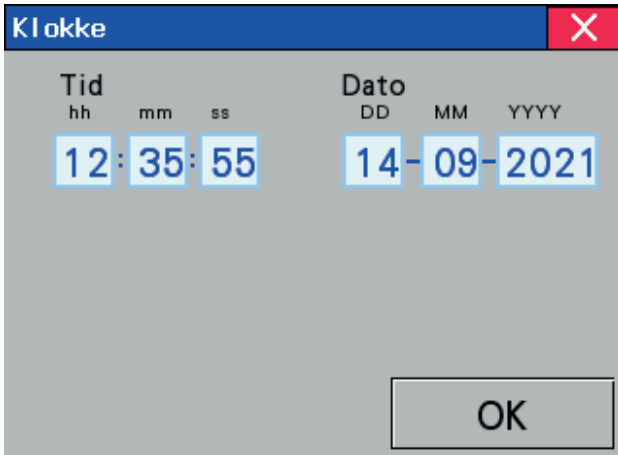 Klokke
Tid Dato
hh mm ss DD MM YYYY
12:35:55 14-09-2021
OK